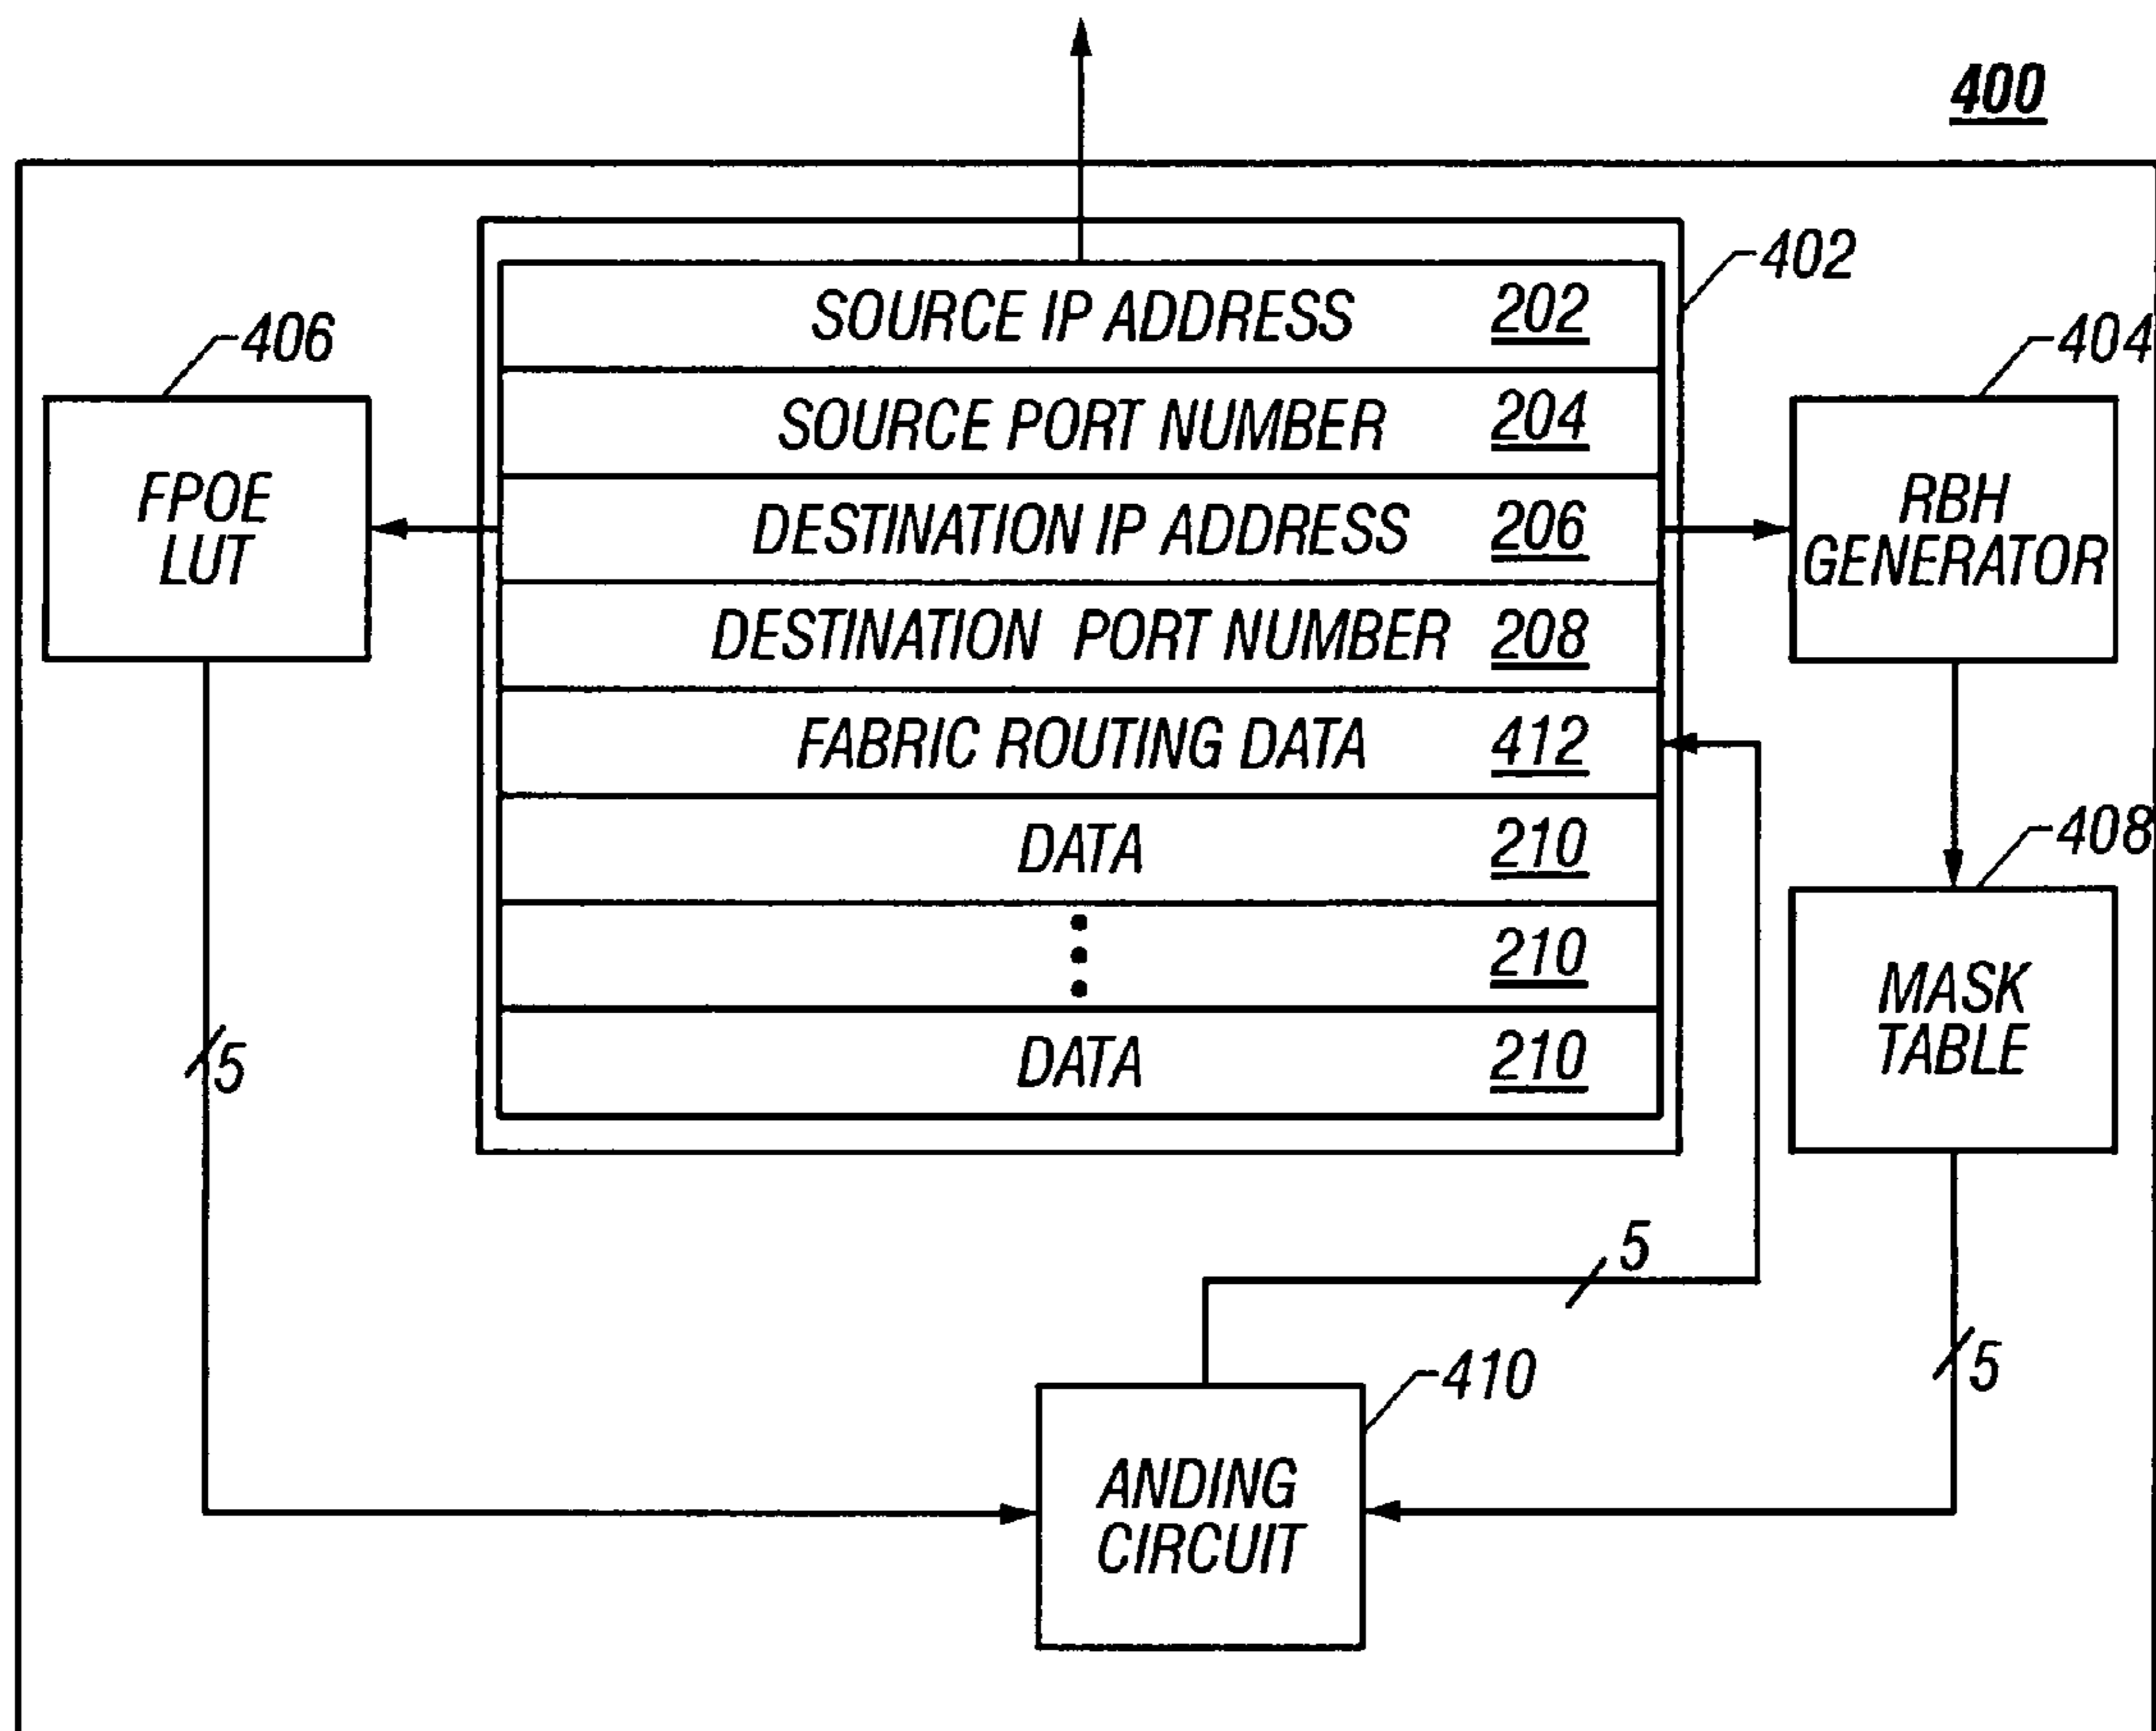 400
402
SOURCE IP ADDRESS 202
406
404
SOURCE PORT NUMBER 204
FPOE
LUT
DESTINATION IP ADDRESS 206
RBH
GENERATOR
DESTINATION PORT NUMBER 208
FABRIC ROUTING DATA 412
DATA 210
408
210
MASK
TABLE
DATA 210
5
5
5
410
ANDING
CIRCUIT